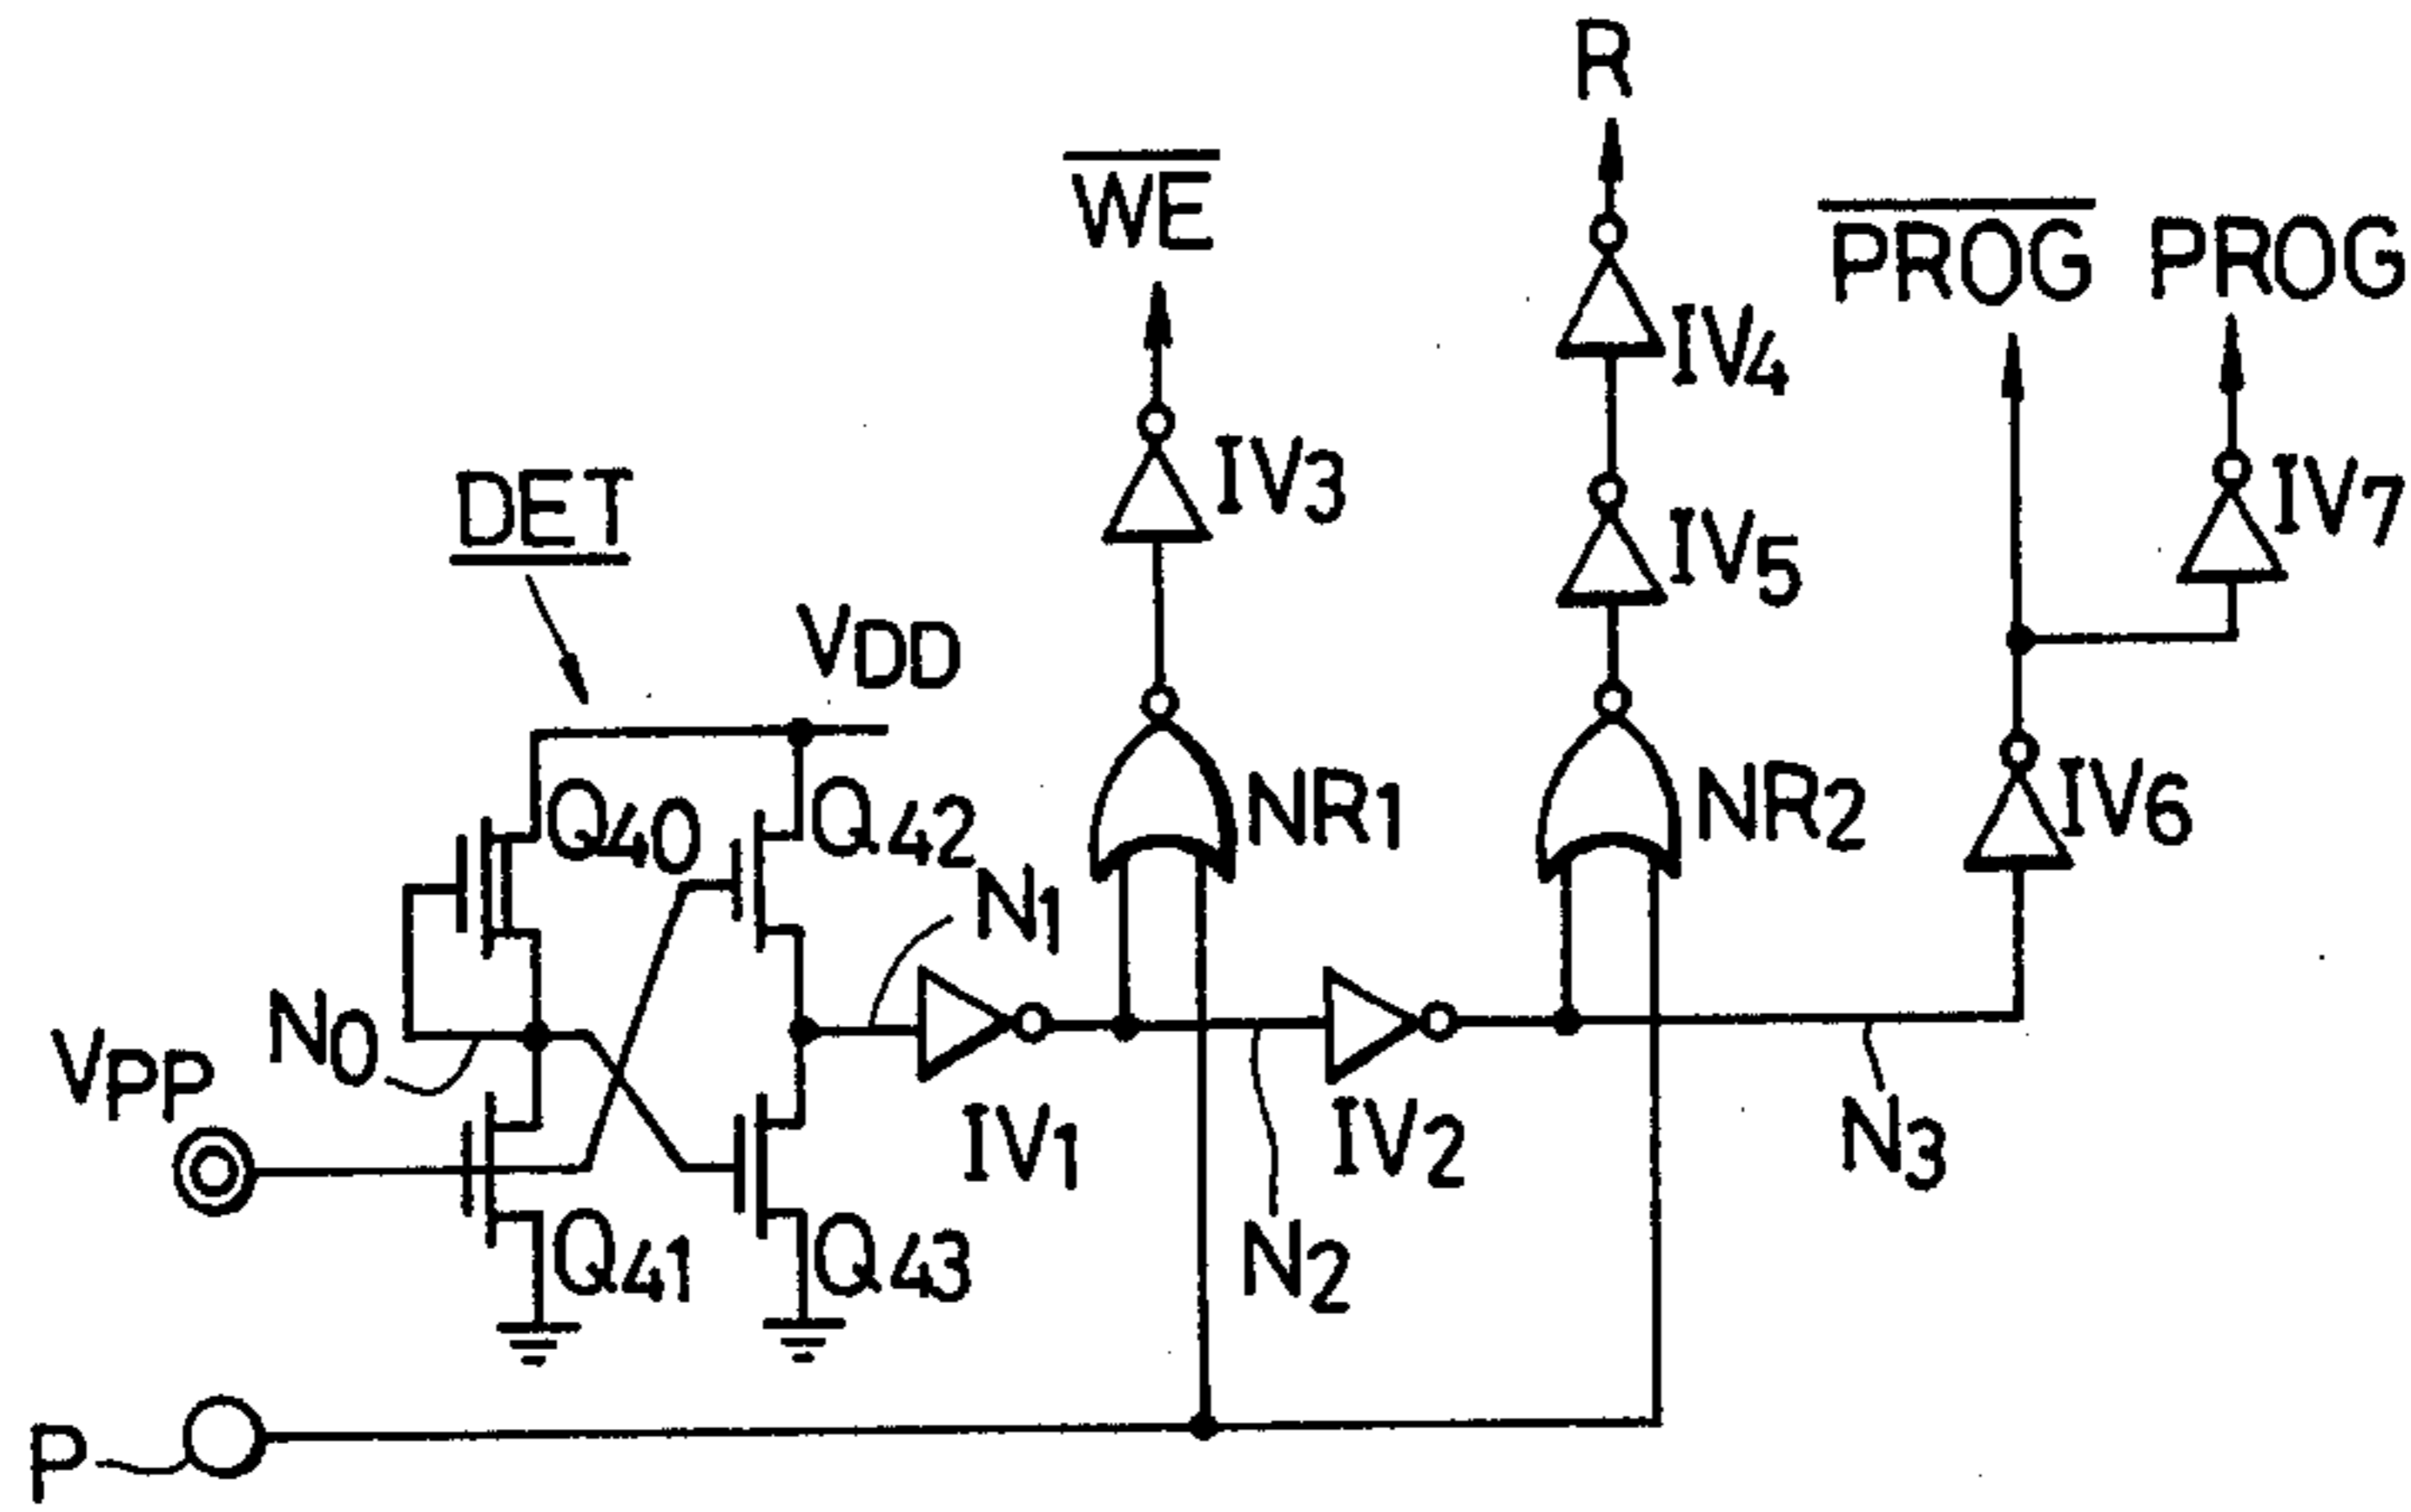 R
WE
PROG PROG
IV4
IV3
IV7
DET
IV5
VDD
Q40 Q42 NR1 NR2 IV6
N1
N0
VPP
IV1 IV2 N3
Q41 Q43 N2
P